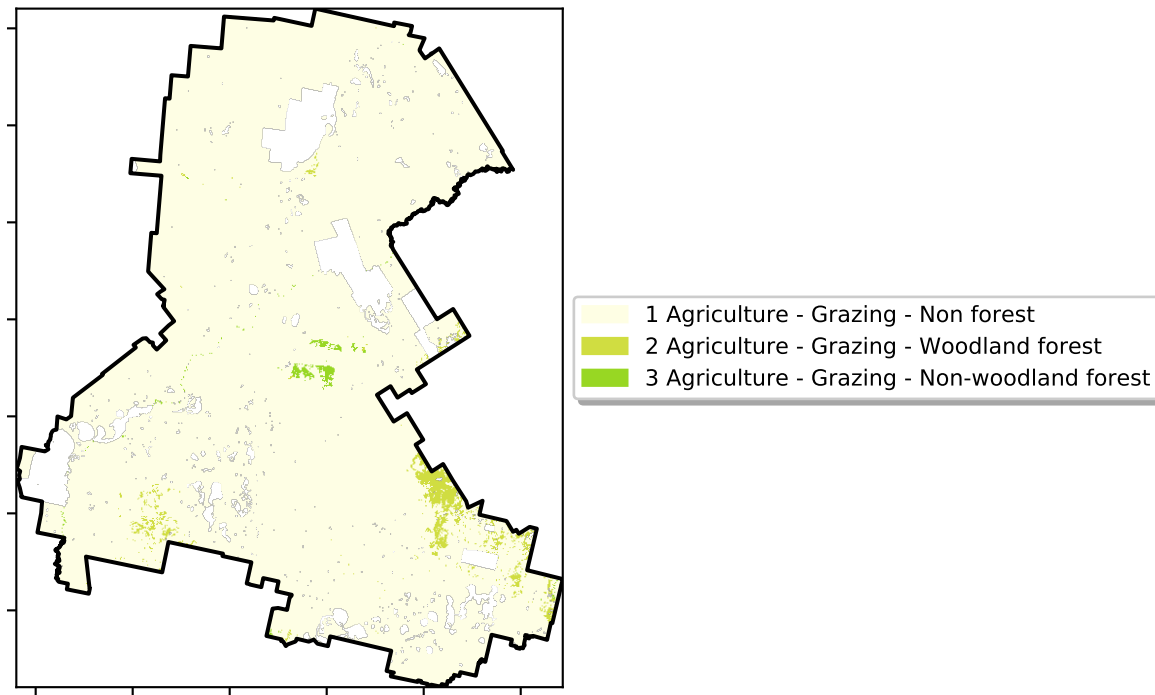 1 Agriculture - Grazing - Non forest
2 Agriculture - Grazing - Woodland forest
3 Agriculture - Grazing - Non-woodland forest